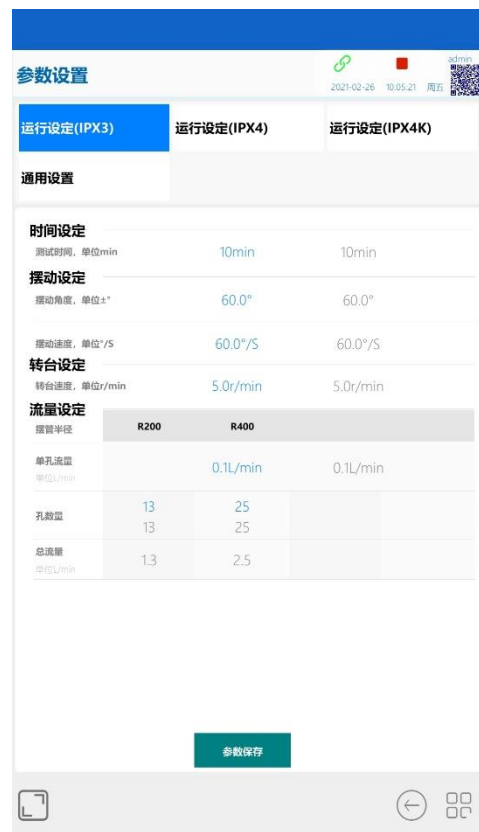 admin
参数设置
2021-02-26 10:05:21 周五
运行设定(IPX3) 运行设定(IPX4) 运行设定(IPX4K)
通用设置
时间设定
测试时间，单位min 10min 10min
摆动设定
摆动角度，单位±° 60.0° 60.0°
摆动速度，单位°/S 60.0°/S 60.0°/S
转台设定
转台速度，单位r/min 5.0r/min 5.0r/min
流量设定
摆管半径 R200 R400
单孔流量 0.1L/min 0.1L/min
单位L/min
孔数量 13 25
13 25
总流量 1.3 2.5
单位L/min
参数保存